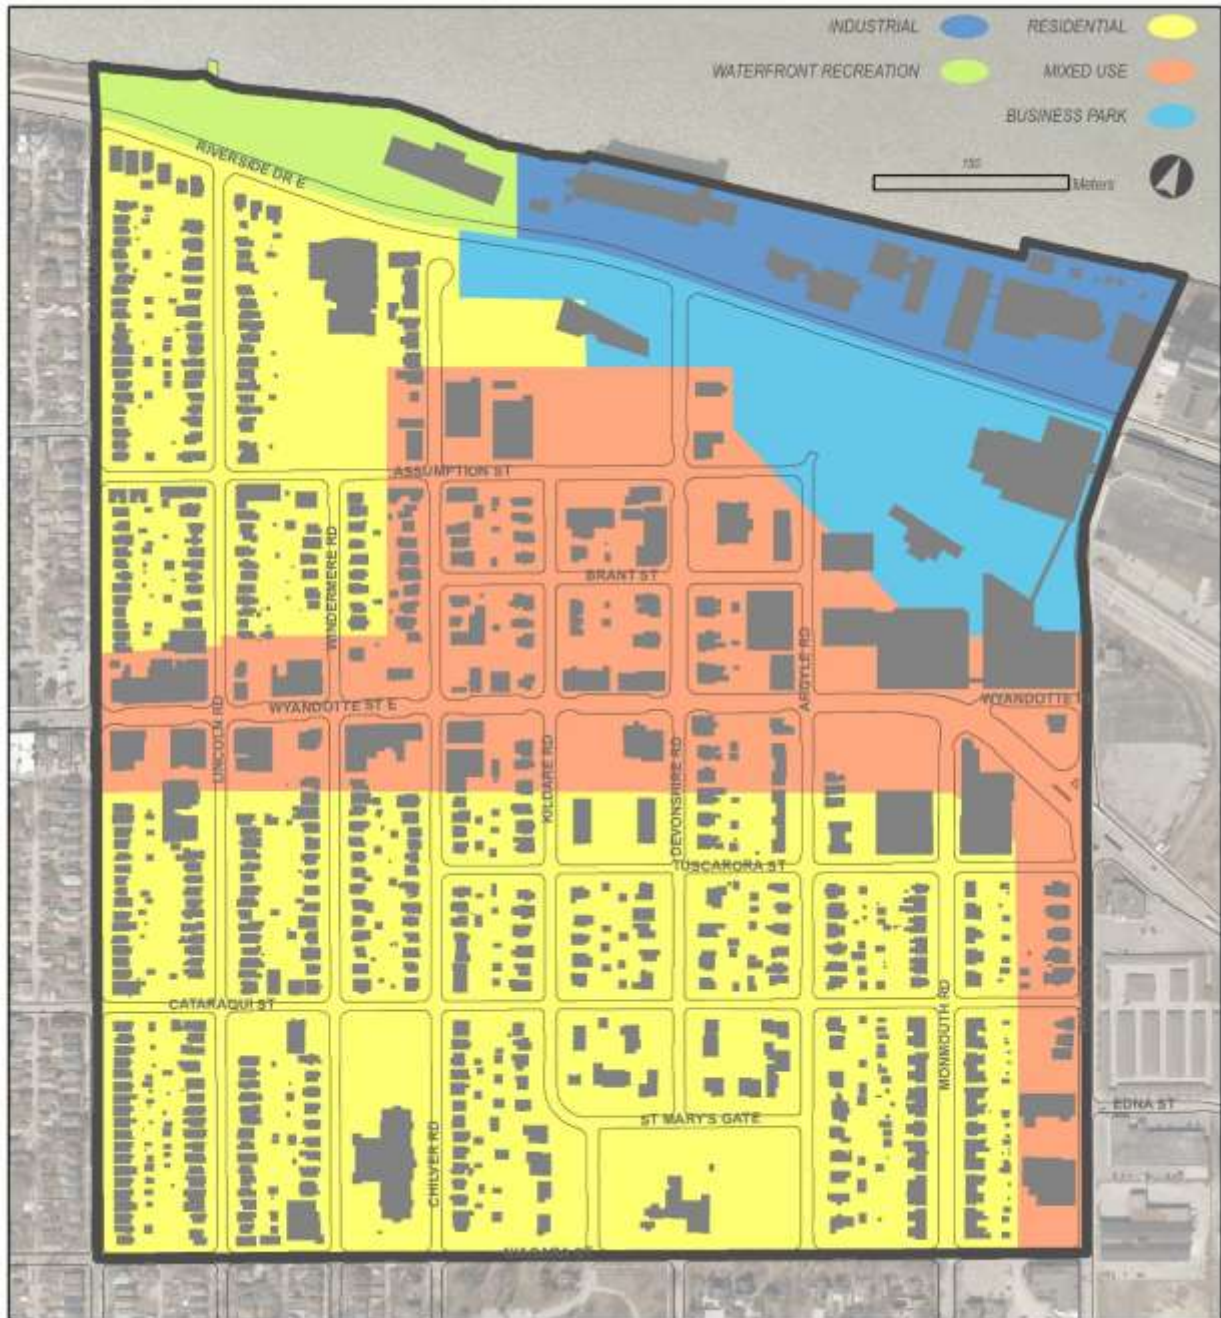 INDUSTRIAL
RESIDENTIAL
WATERFRONT RECREATION
MIXED USE
BUSINESS PARK
150
Meters
RIVERSIDE DR E
ASSUMPTION ST
WINDERMERE RD
BRANT ST
ARGYLE RD
LINCOLN RD
WYANDOTTE ST E
WYANDOTTE
KILDARE RD
DEVONSHIRE RD
TUSCARORA ST
CATARAQUI ST
MONMOUTH RD
EDNA ST
ST MARY'S GATE
CHILVER RD